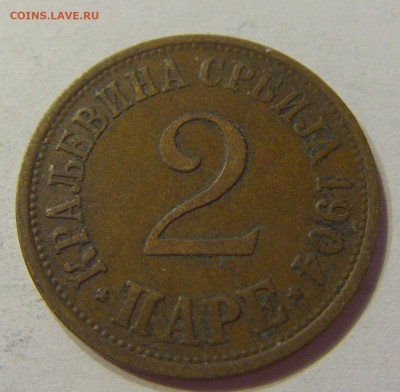 COINS.LAVE.RU
КРАЉЕВИНА СРБИЈА 1904
2
ПАРЕ